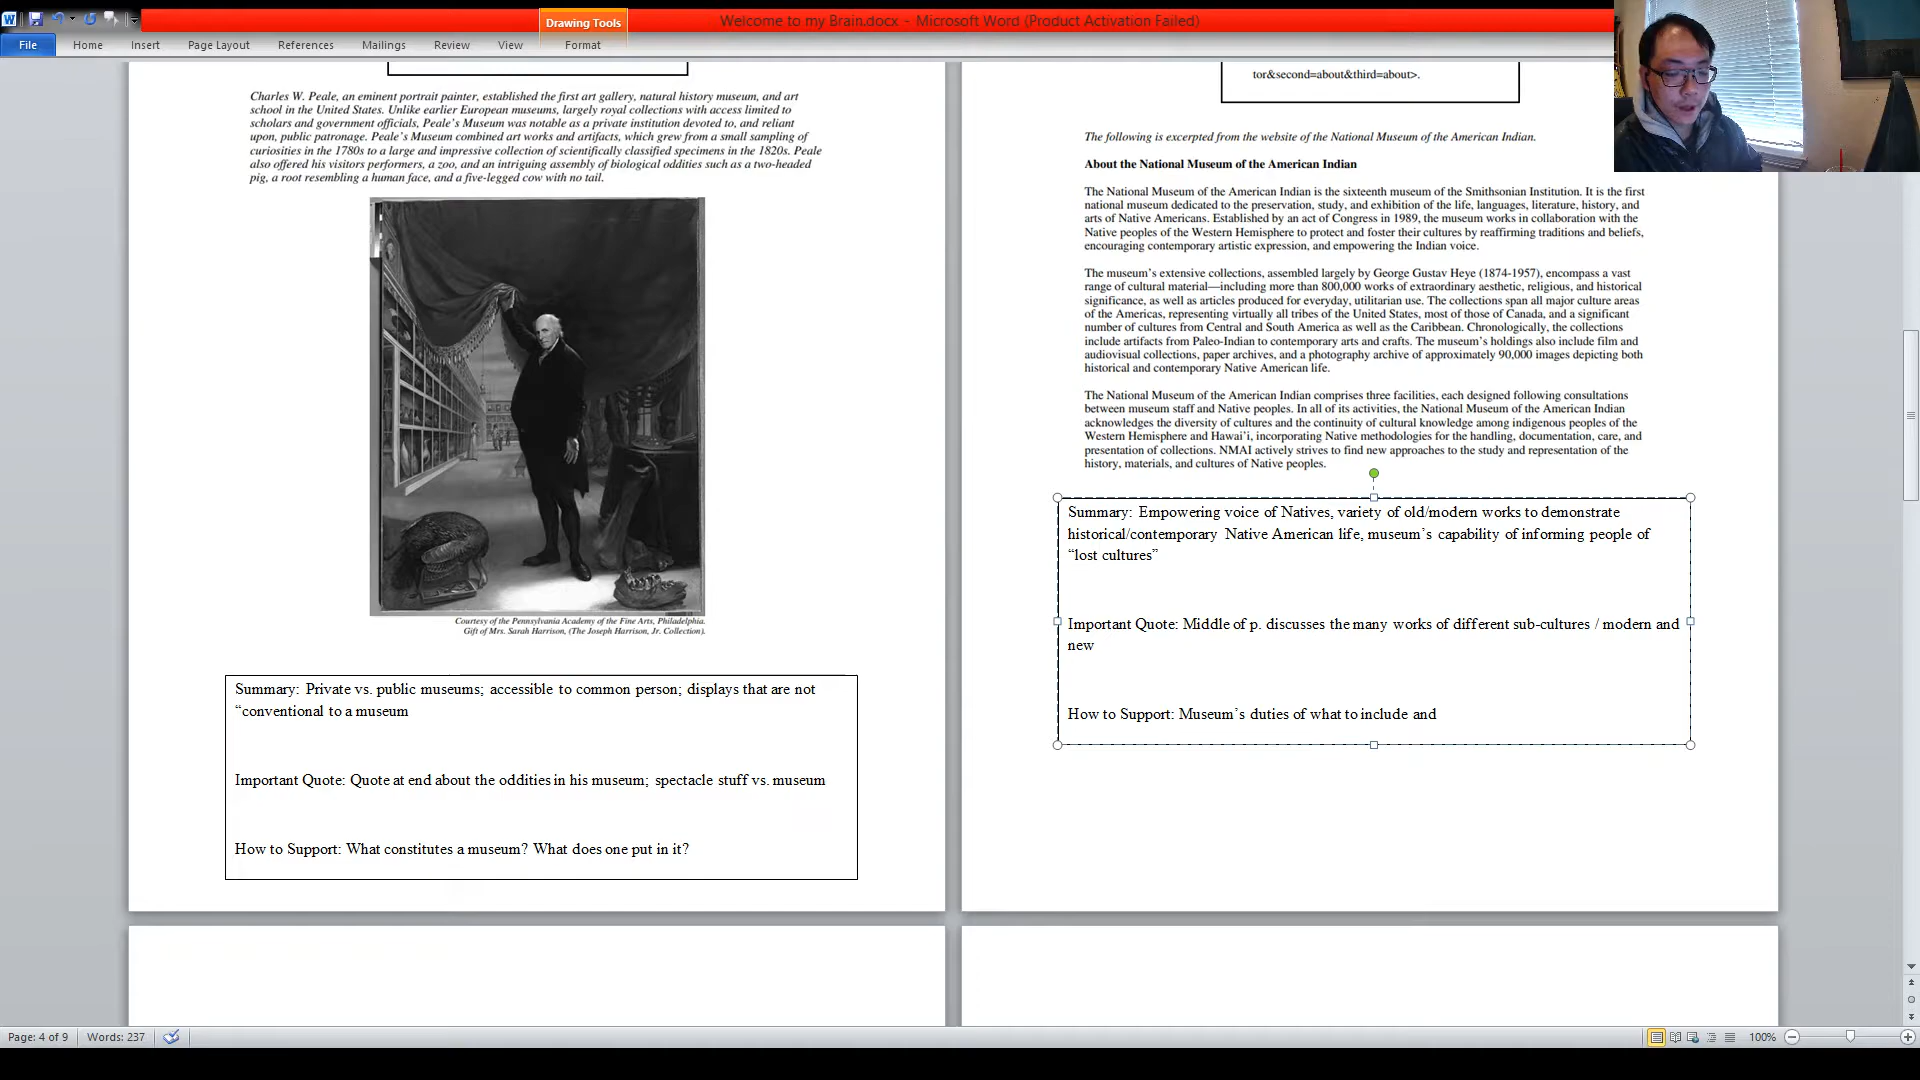 Welcome to my Brain.docx - Microsoft Word (Product Activation Failed)
Drawing Tools
File Home Insert Page Layout References Mailings Review View Format
Charles W. Peale, an eminent portrait painter, established the first art gallery, natural history museum, and art
school in the United States. Unlike earlier European museums, largely royal collections with access limited to
scholars and government officials, Peale's Museum was notable as a private institution devoted to, and reliant
upon, public patronage. Peale's Museum combined art works and artifacts, which grew from a small sampling of
curiosities in the 1780s to a large and impressive collection of scientifically classified specimens in the 1820s. Peale
also offered his visitors performers, a zoo, and an intriguing assembly of biological oddities such as a two-headed
pig, a root resembling a human face, and a five-legged cow with no tail.
Courtesy of the Pennsylvania Academy of the Fine Arts, Philadelphia.
Gift of Mrs. Sarah Harrison, (The Joseph Harrison, Jr. Collection).
Summary: Private vs. public museums; accessible to common person; displays that are not
“conventional to a museum
Important Quote: Quote at end about the oddities in his museum; spectacle stuff vs. museum
How to Support: What constitutes a museum? What does one put in it?
tor&second=about&third=about>.
The following is excerpted from the website of the National Museum of the American Indian.
About the National Museum of the American Indian
The National Museum of the American Indian is the sixteenth museum of the Smithsonian Institution. It is the first
national museum dedicated to the preservation, study, and exhibition of the life, languages, literature, history, and
arts of Native Americans. Established by an act of Congress in 1989, the museum works in collaboration with the
Native peoples of the Western Hemisphere to protect and foster their cultures by reaffirming traditions and beliefs,
encouraging contemporary artistic expression, and empowering the Indian voice.
The museum's extensive collections, assembled largely by George Gustav Heye (1874-1957), encompass a vast
range of cultural material—including more than 800,000 works of extraordinary aesthetic, religious, and historical
significance, as well as articles produced for everyday, utilitarian use. The collections span all major culture areas
of the Americas, representing virtually all tribes of the United States, most of those of Canada, and a significant
number of cultures from Central and South America as well as the Caribbean. Chronologically, the collections
include artifacts from Paleo-Indian to contemporary arts and crafts. The museum's holdings also include film and
audiovisual collections, paper archives, and a photography archive of approximately 90,000 images depicting both
historical and contemporary Native American life.
The National Museum of the American Indian comprises three facilities, each designed following consultations
between museum staff and Native peoples. In all of its activities, the National Museum of the American Indian
acknowledges the diversity of cultures and the continuity of cultural knowledge among indigenous peoples of the
Western Hemisphere and Hawai'i, incorporating Native methodologies for the handling, documentation, care, and
presentation of collections. NMAI actively strives to find new approaches to the study and representation of the
history, materials, and cultures of Native peoples.
Summary: Empowering voice of Natives, variety of old/modern works to demonstrate
historical/contemporary Native American life, museum's capability of informing people of
“lost cultures”
Important Quote: Middle of p. discusses the many works of different sub-cultures / modern and
new
How to Support: Museum's duties of what to include and
Page: 4 of 9 Words: 237 100%